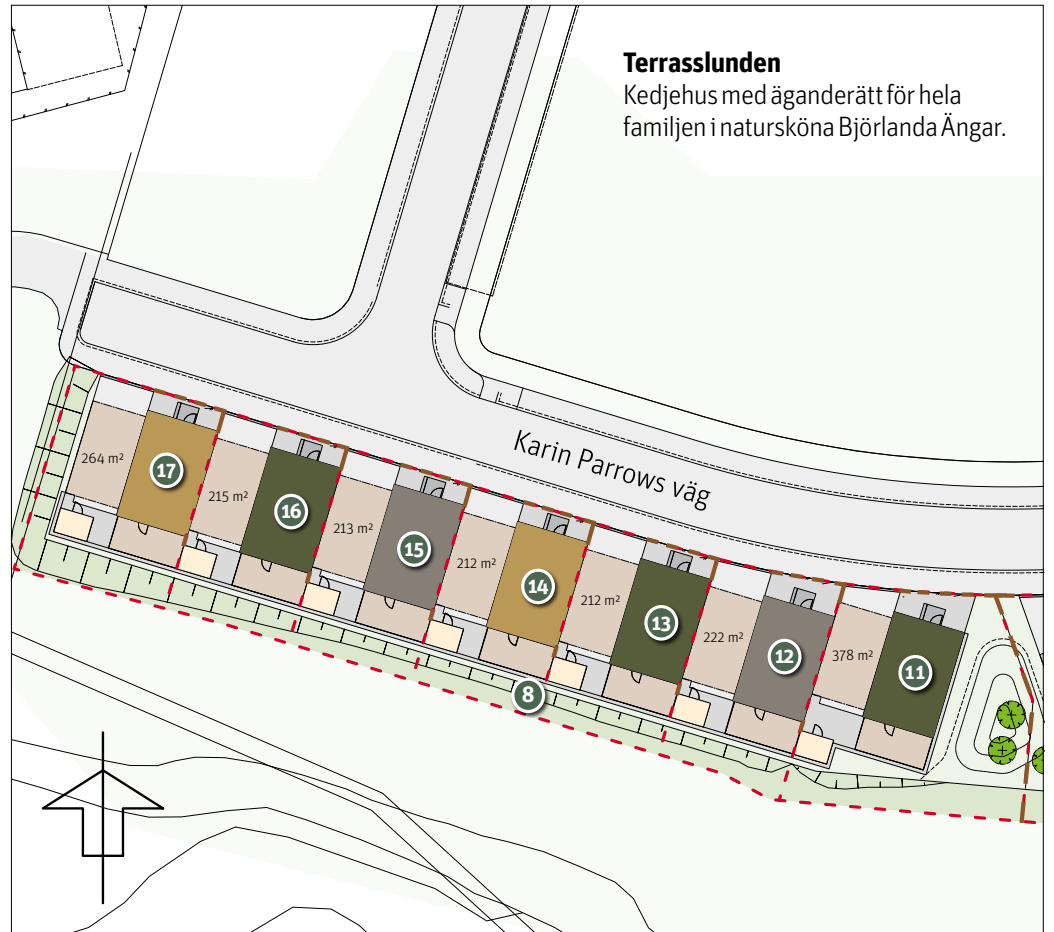 Terrasslunden
Kedjehus med äganderätt för hela
familjen i natursköna Björlanda Ängar.
Karin Parrows väg
264 m²
17
215 m²
16
213 m²
15
212 m²
14
212 m²
13
222 m²
12
378 m²
11
8